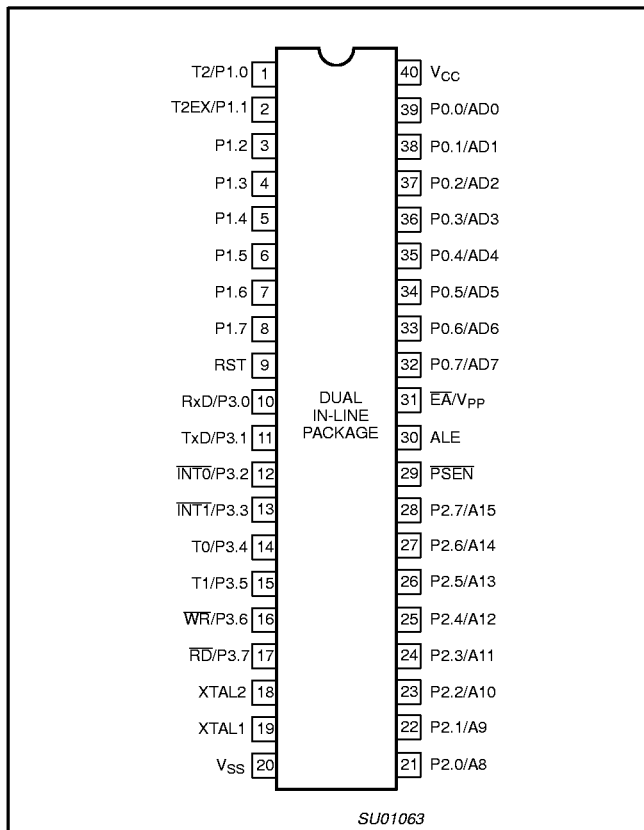 T2/P1.0 1 40 VCC
T2EX/P1.1 2 39 P0.0/AD0
P1.2 3 38 P0.1/AD1
P1.3 4 37 P0.2/AD2
P1.4 5 36 P0.3/AD3
P1.5 6 35 P0.4/AD4
P1.6 7 34 P0.5/AD5
P1.7 8 33 P0.6/AD6
RST 9 32 P0.7/AD7
RxD/P3.0 10 31 E̅A̅/VPP
TxD/P3.1 11 30 ALE
I̅N̅T̅0̅/P3.2 12 29 P̅S̅E̅N̅
I̅N̅T̅1̅/P3.3 13 28 P2.7/A15
T0/P3.4 14 27 P2.6/A14
T1/P3.5 15 26 P2.5/A13
W̅R̅/P3.6 16 25 P2.4/A12
R̅D̅/P3.7 17 24 P2.3/A11
XTAL2 18 23 P2.2/A10
XTAL1 19 22 P2.1/A9
VSS 20 21 P2.0/A8
DUAL
IN-LINE
PACKAGE
SU01063